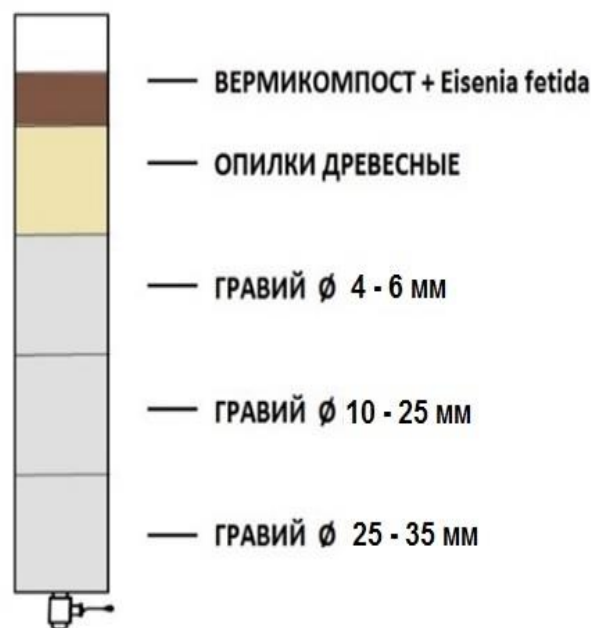 ВЕРМИКОМПОСТ + Eisenia fetida
ОПИЛКИ ДРЕВЕСНЫЕ
ГРАВИЙ Ø 4 - 6 мм
ГРАВИЙ Ø 10 - 25 мм
ГРАВИЙ Ø 25 - 35 мм